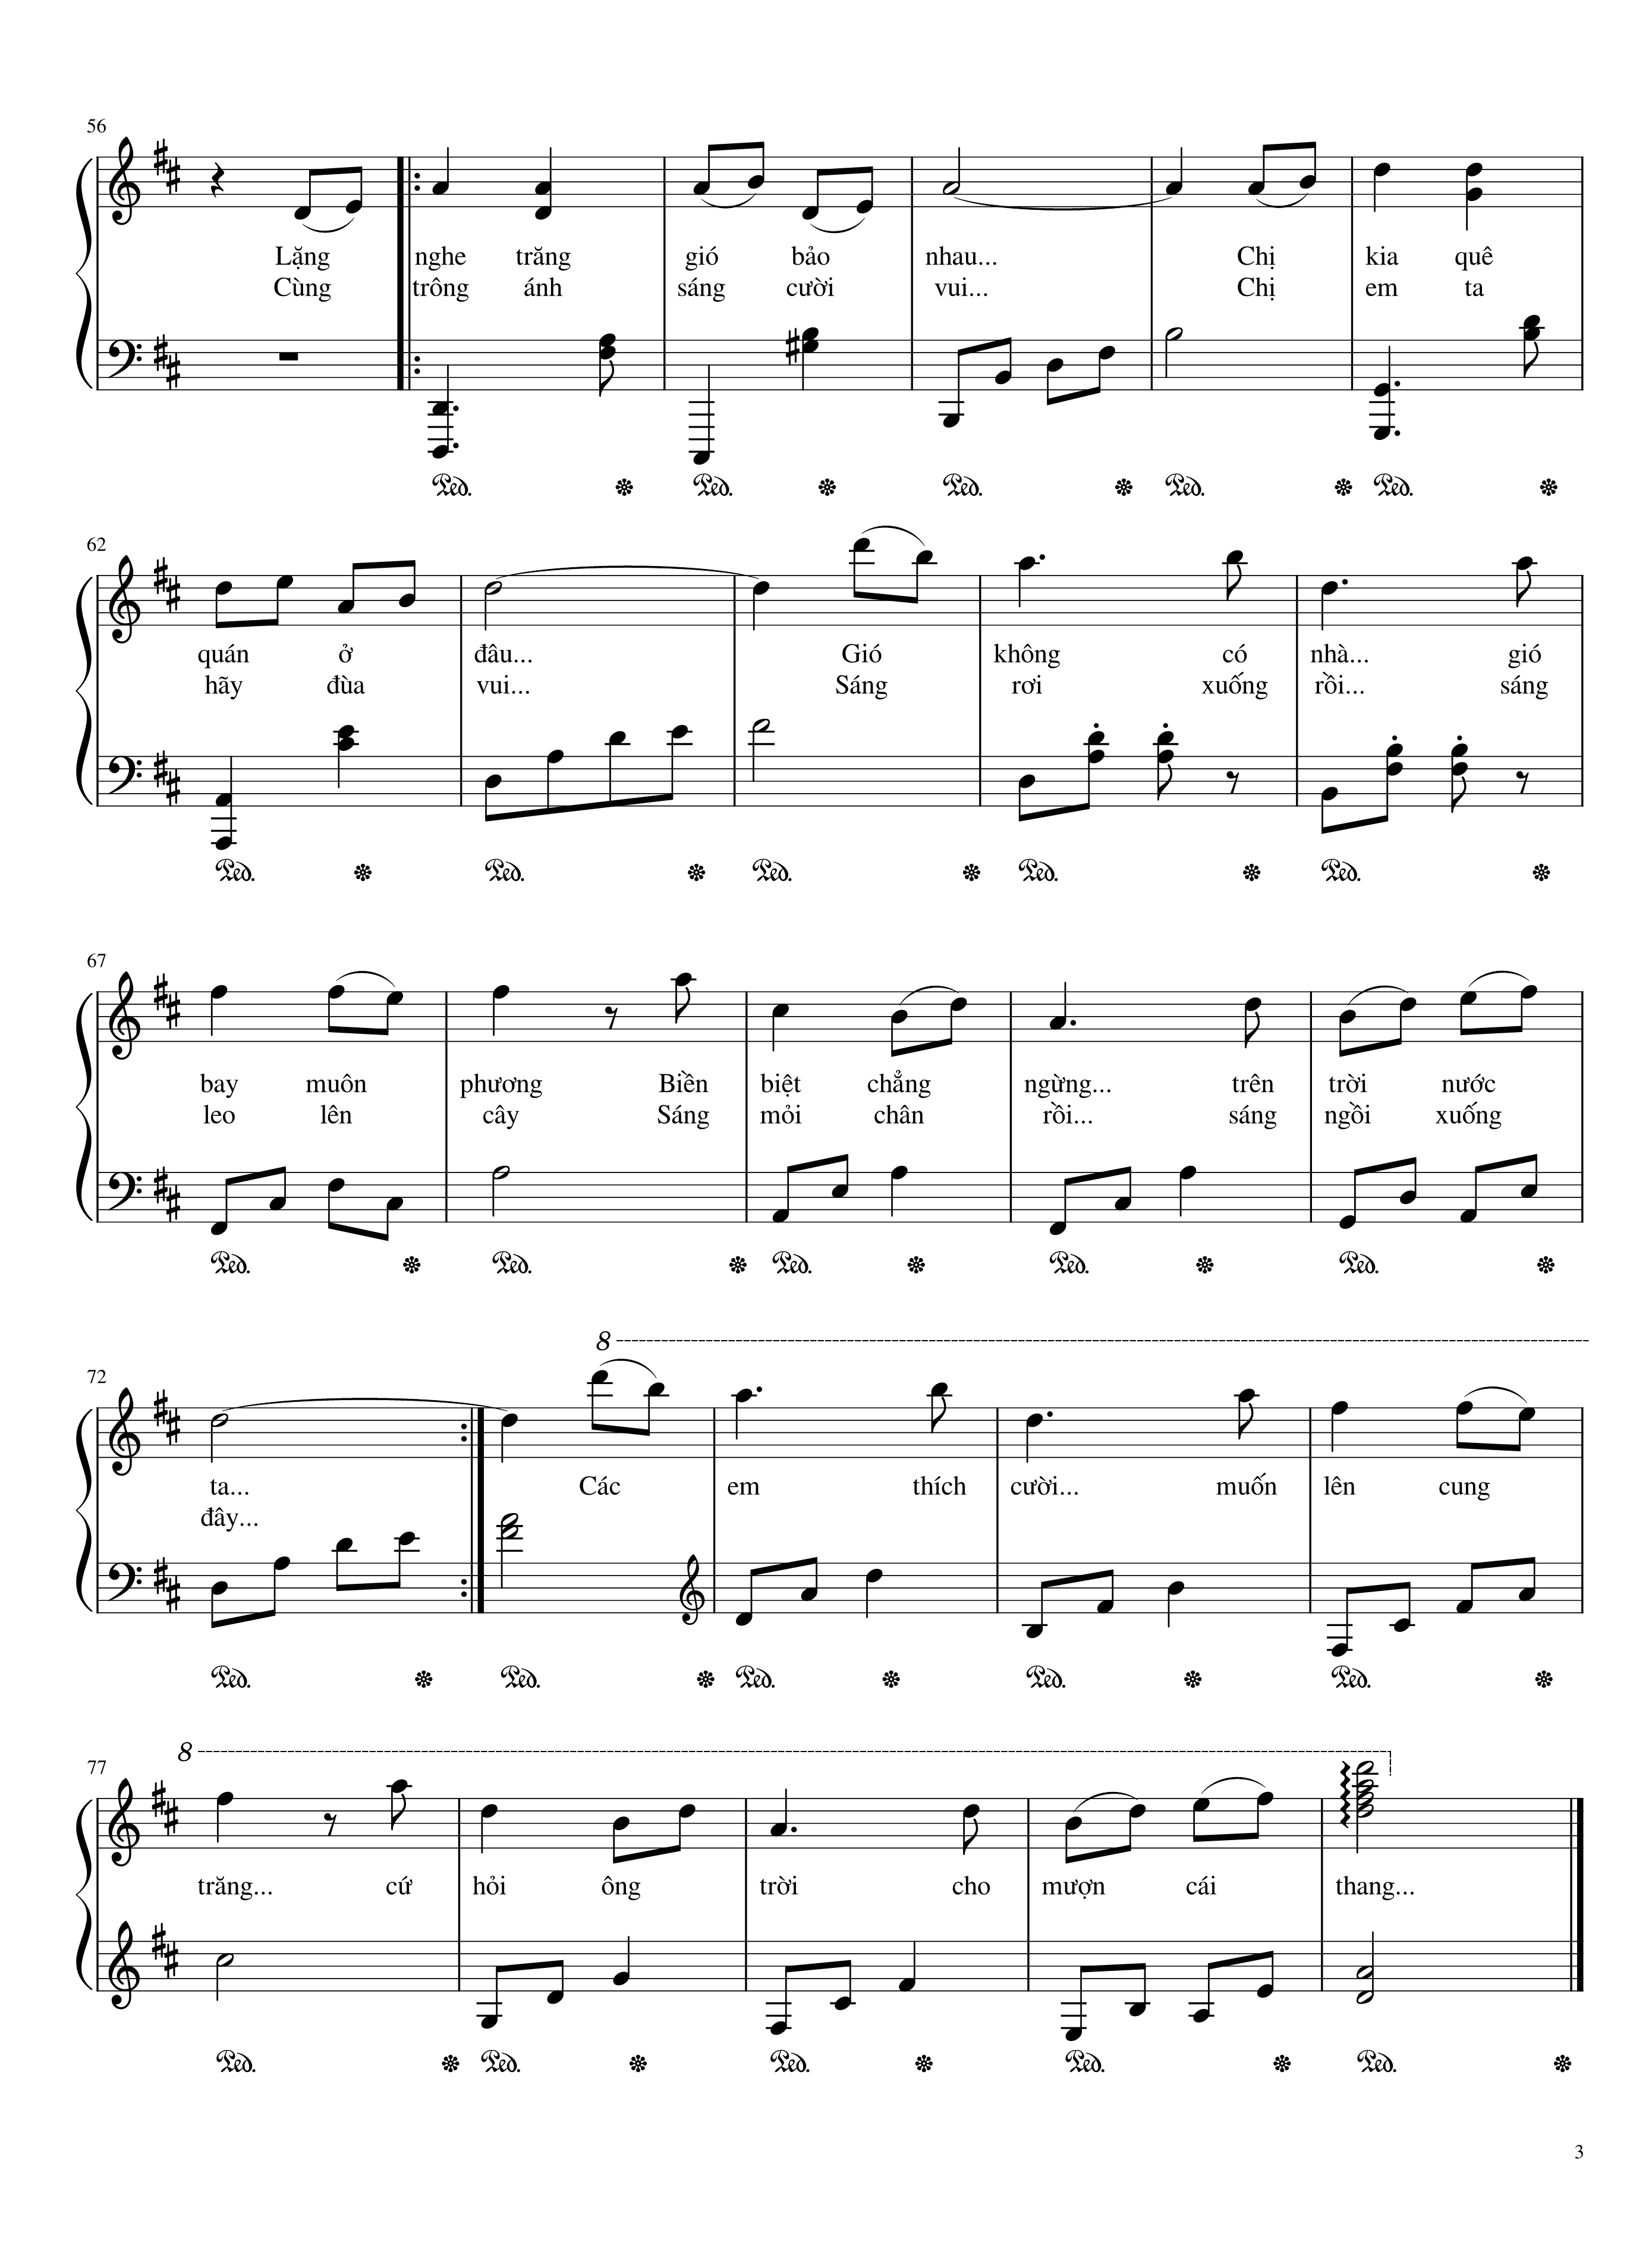 56
Lặng nghe trăng gió bảo nhau... Chị kia quê
Cùng trông ánh sáng cười vui... Chị em ta
62
quán ở đâu... Gió không có nhà... gió
hãy đùa vui... Sáng rơi xuống rồi... sáng
67
bay muôn phương Biền biệt chẳng ngừng... trên trời nước
leo lên cây Sáng mỏi chân rồi... sáng ngồi xuống
8
72
ta... Các em thích cười... muốn lên cung
đây...
8
77
trăng... cứ hỏi ông trời cho mượn cái thang...
3